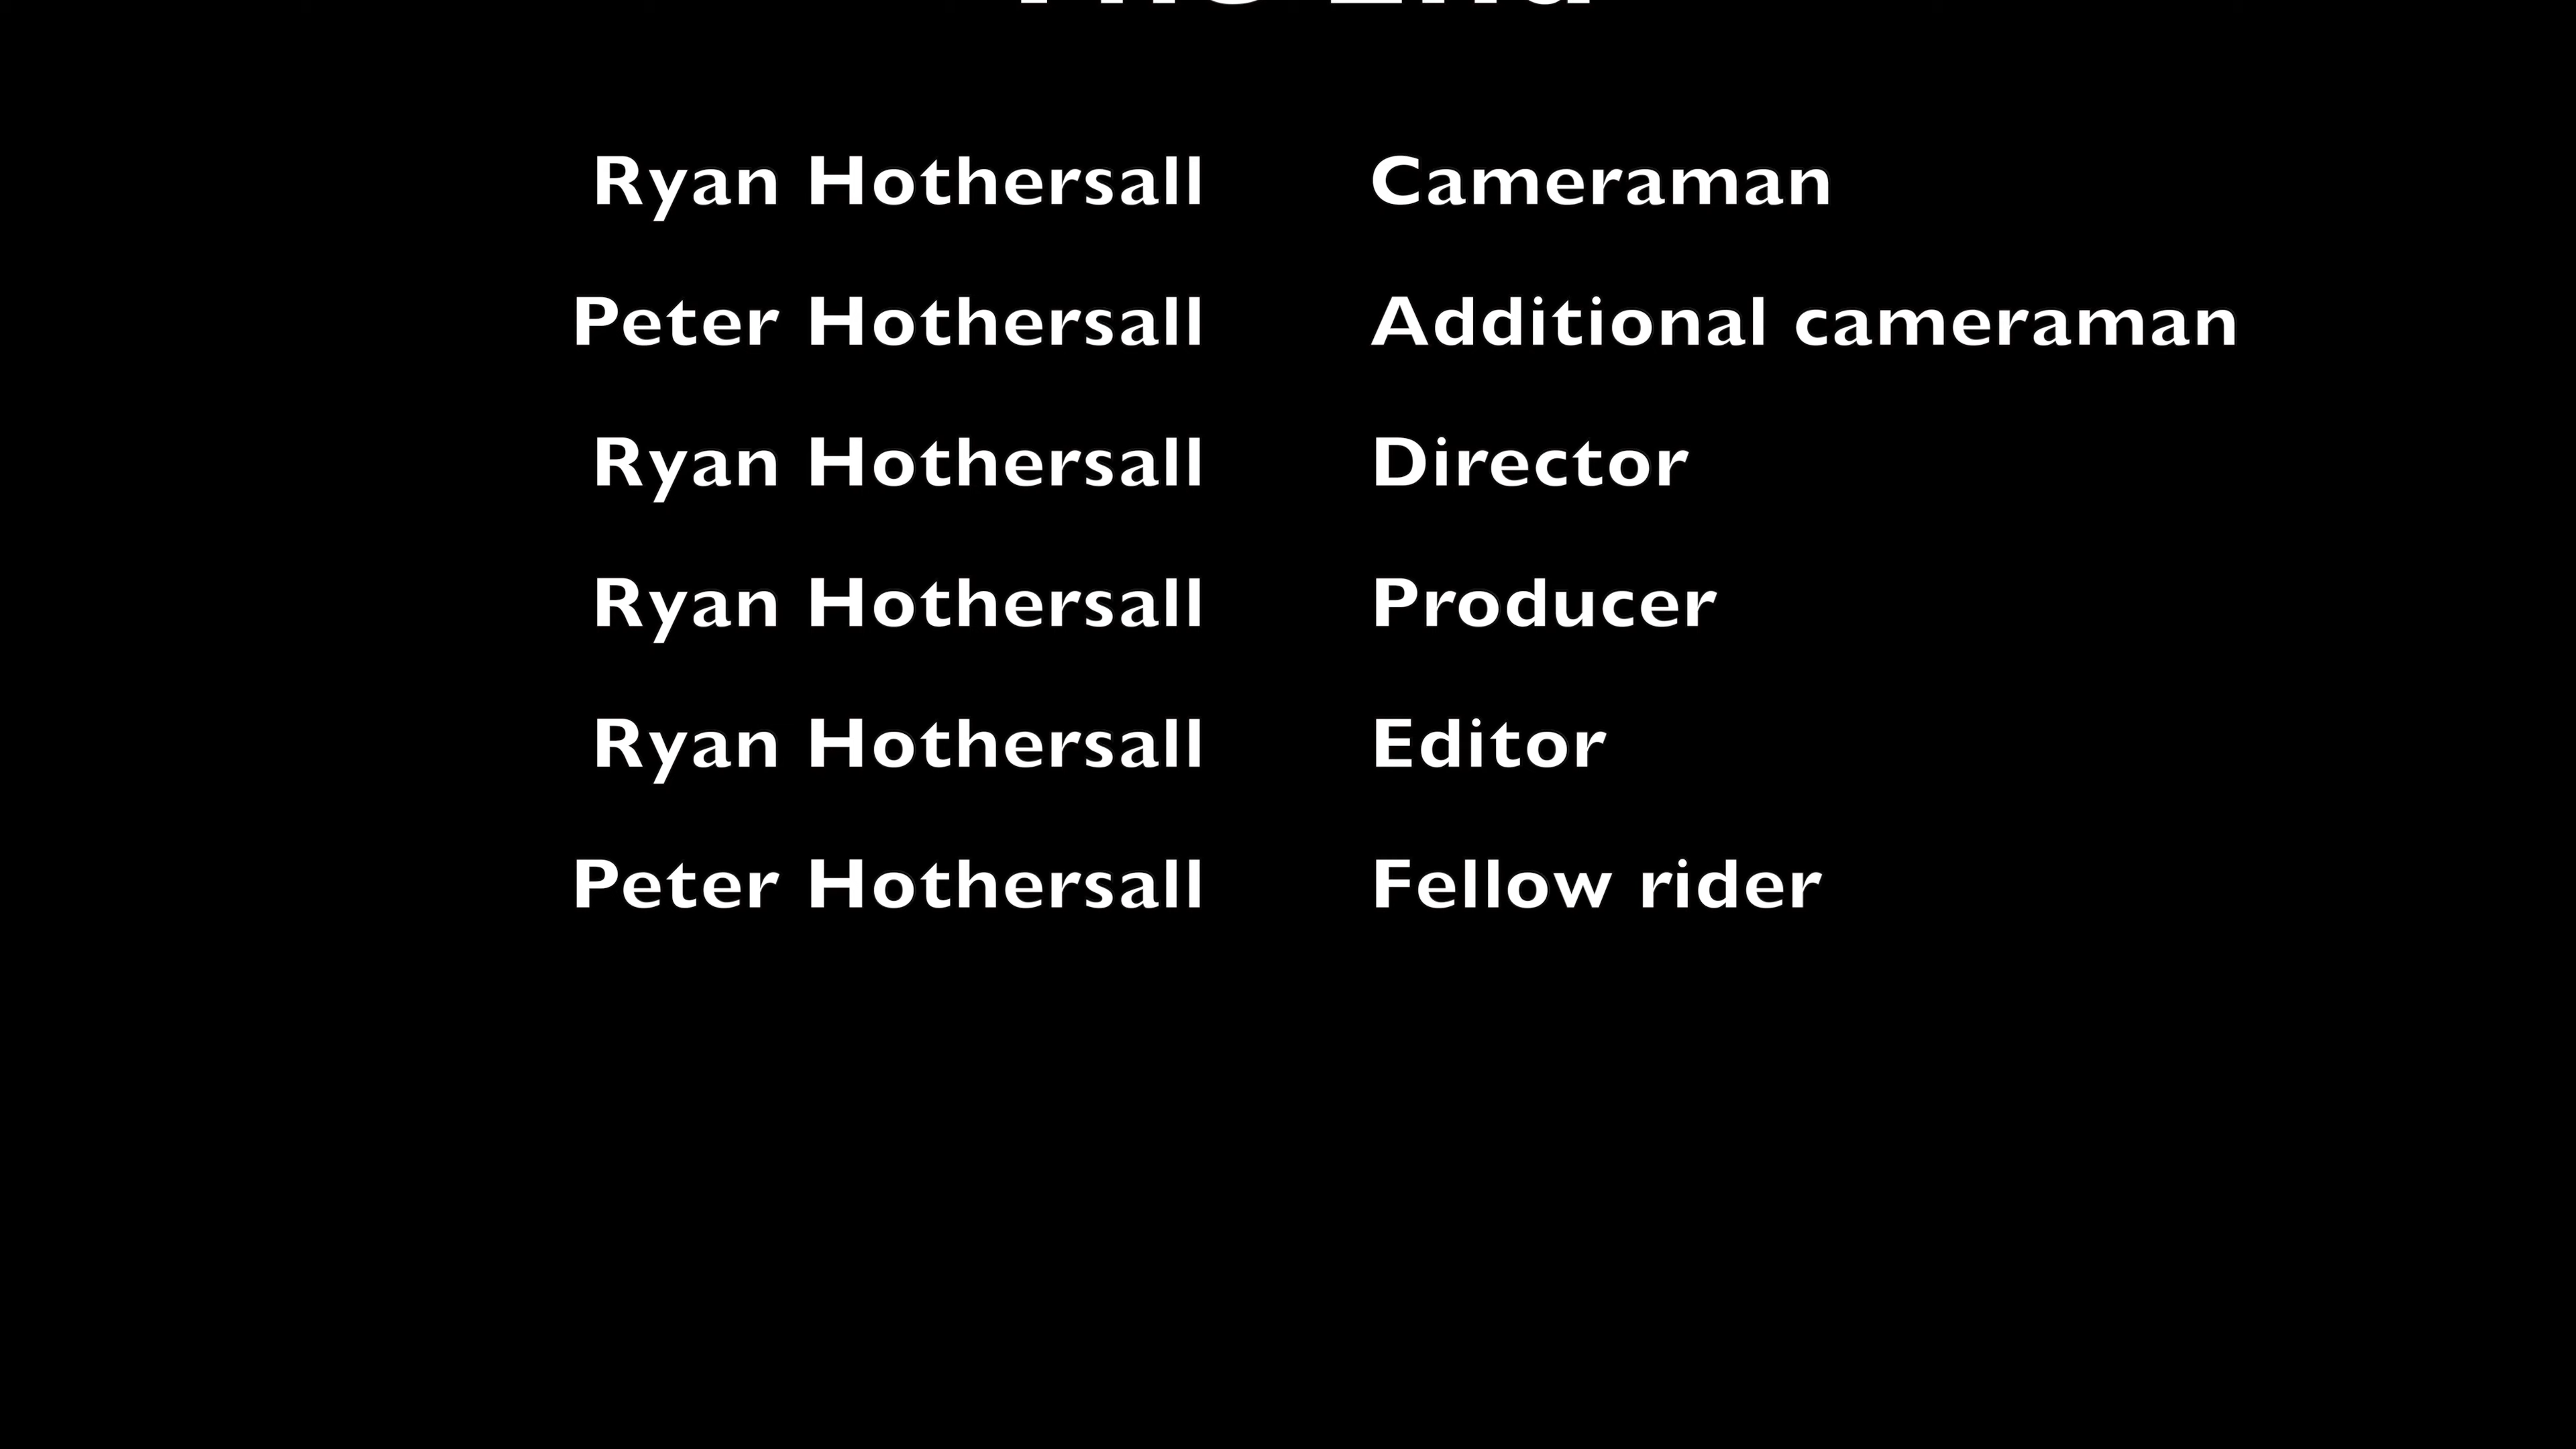 Ryan Hothersall Cameraman
Peter Hothersall Additional cameraman
Ryan Hothersall Director
Ryan Hothersall Producer
Ryan Hothersall Editor
Peter Hothersall Fellow rider